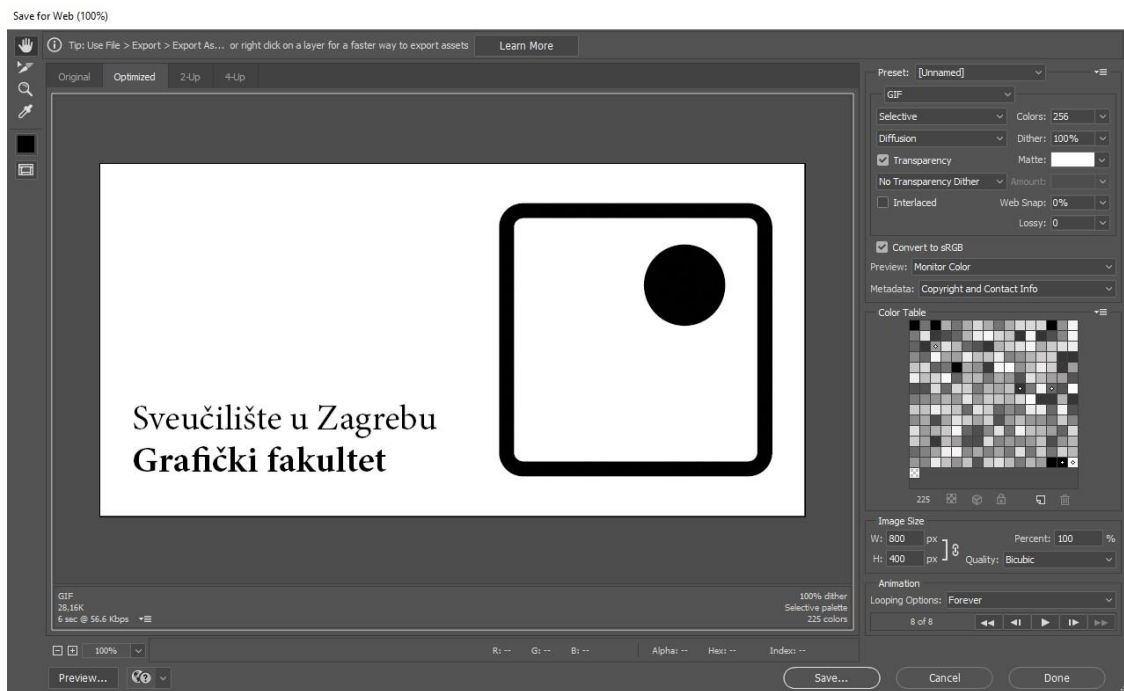 Save for Web (100%)
Tip: Use File > Export > Export As... or right click on a layer for a faster way to export assets
Learn More
Original Optimized 2-Up 4-Up
Sveučilište u Zagrebu
Grafički fakultet
GIF
28,16K
6 sec @ 56.6 Kbps
100% dither
Selective palette
225 colors
100% R: -- G: -- B: -- Alpha: -- Hex: -- Index: --
Preview...
Preset: [Unnamed]
GIF
Selective Colors: 256
Diffusion Dither: 100%
Transparency Matte:
No Transparency Dither Amount:
Interlaced Web Snap: 0%
Lossy: 0
Convert to sRGB
Preview: Monitor Color
Metadata: Copyright and Contact Info
Color Table
225
Image Size
W: 800 px Percent: 100 %
H: 400 px Quality: Bicubic
Animation
Looping Options: Forever
8 of 8
Save... Cancel Done